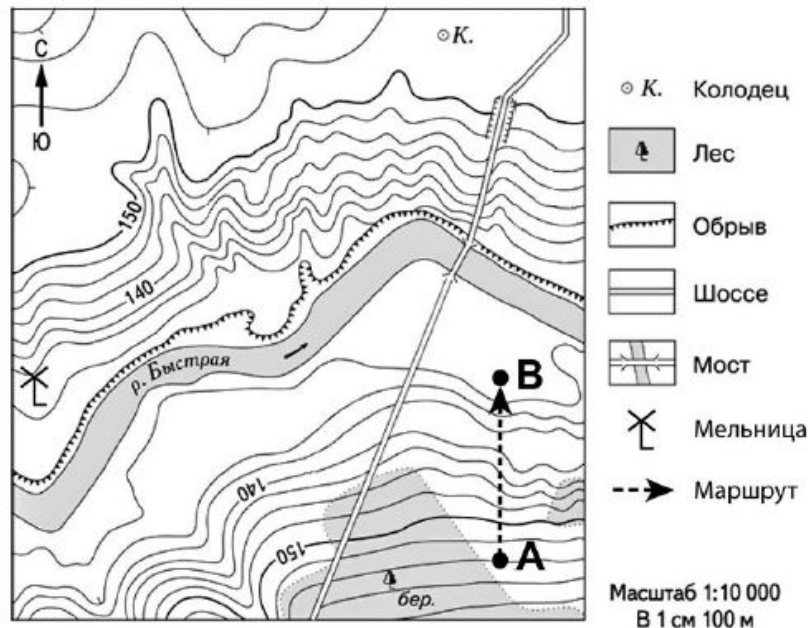 С
Ю
К.
150
140
р. Быстрая
В
140
150
А
бер.
К. Колодец
Лес
Обрыв
Шоссе
Мост
Мельница
Маршрут
Масштаб 1:10 000
В 1 см 100 м